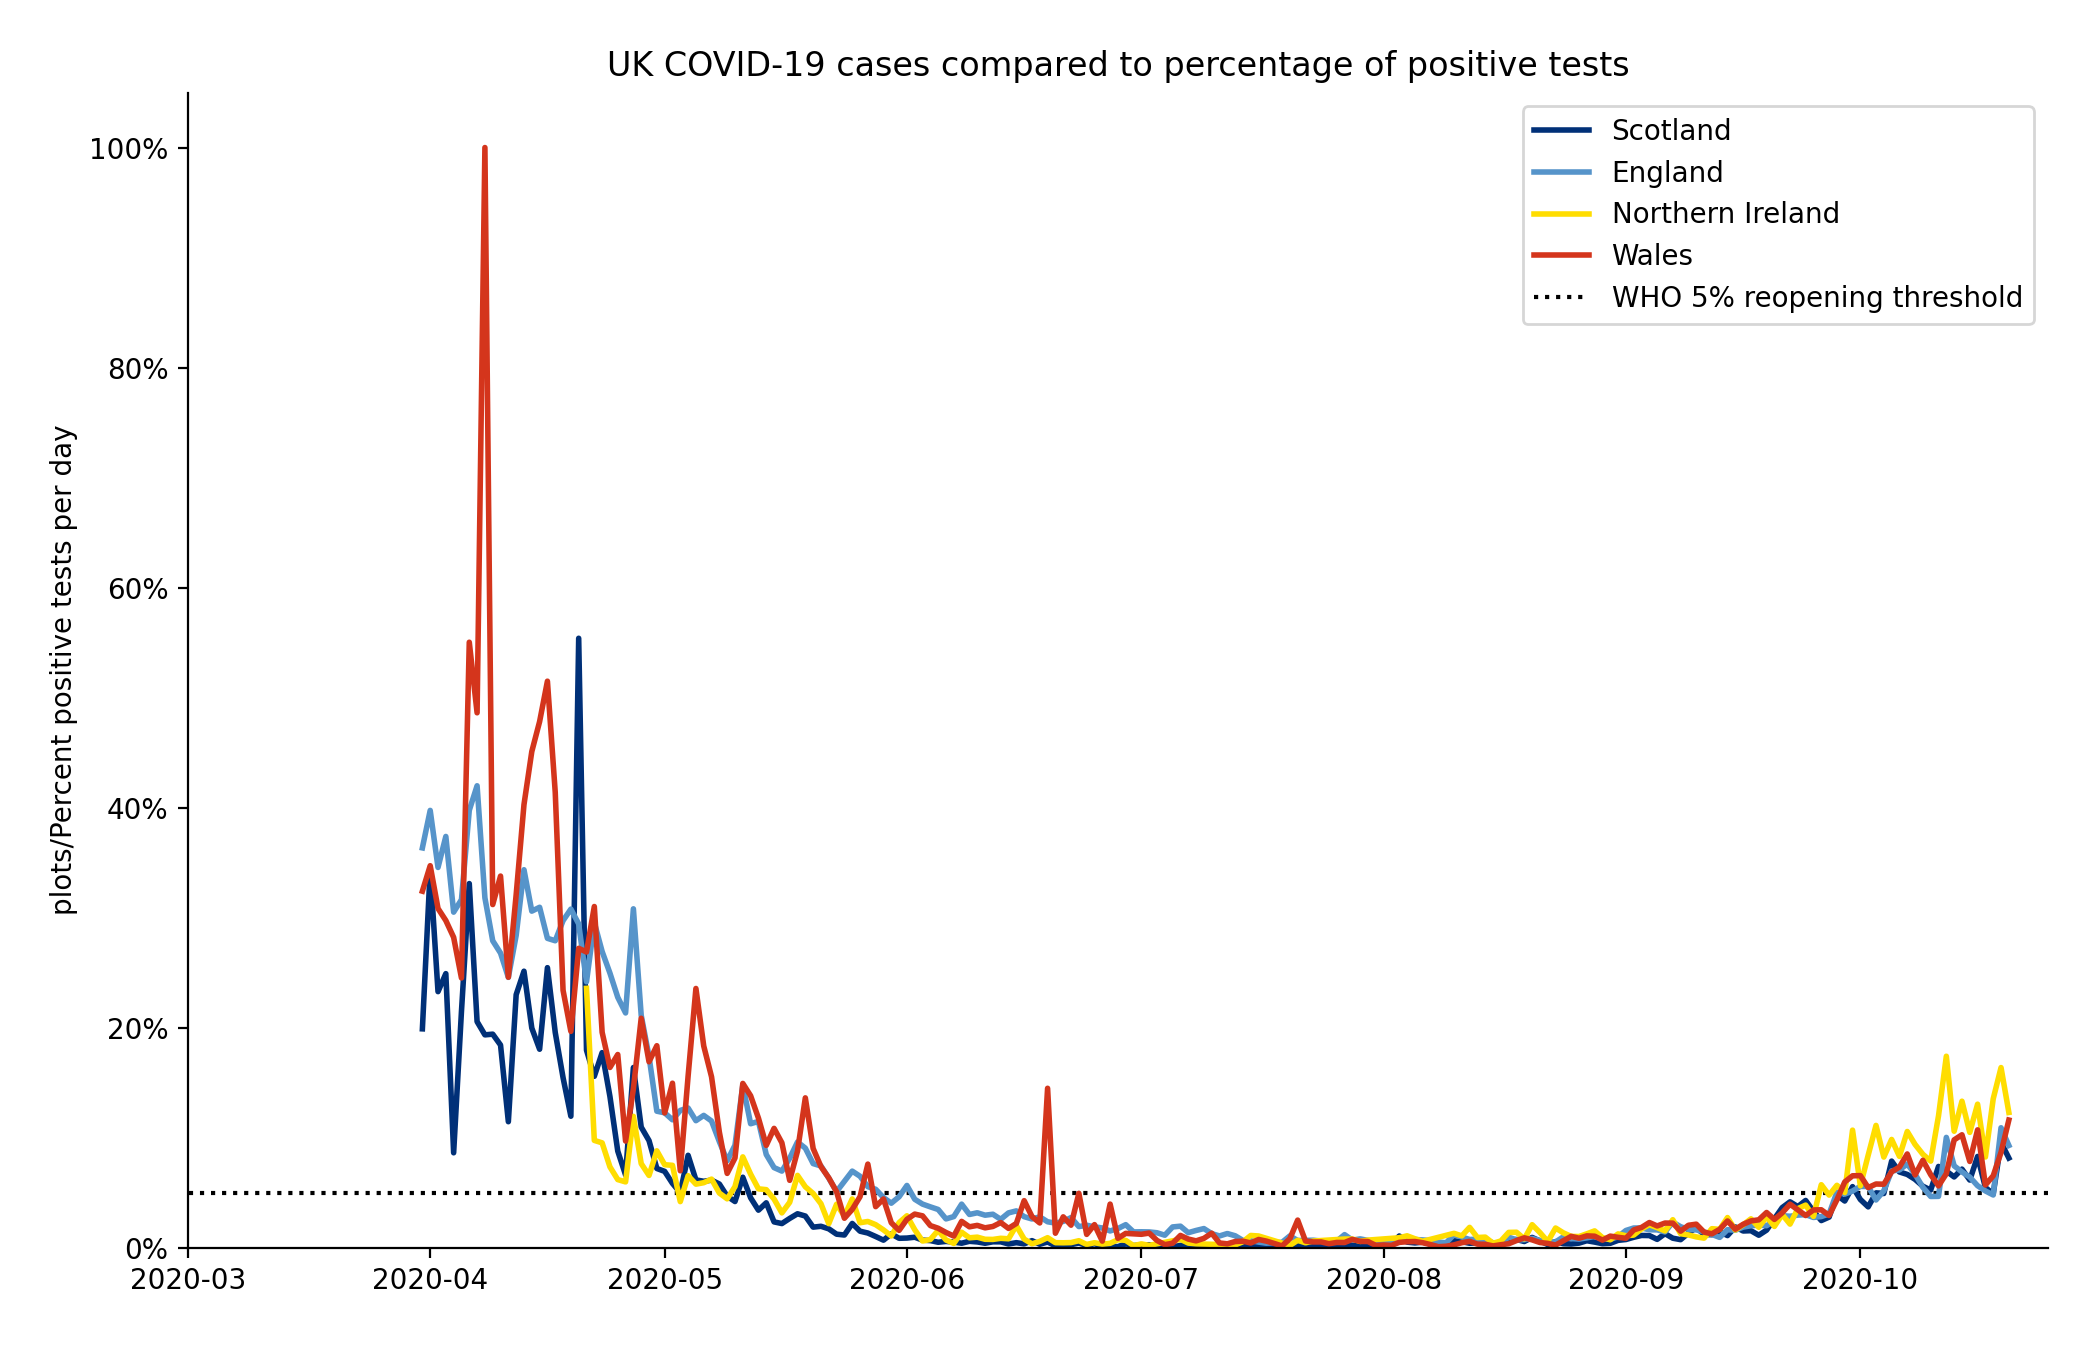 UK COVID-19 cases compared to percentage of positive tests
Scotland
England
Northern Ireland
Wales
WHO 5% reopening threshold
plots/Percent positive tests per day
100%
80%
60%
40%
20%
0%
2020-03 2020-04 2020-05 2020-06 2020-07 2020-08 2020-09 2020-10